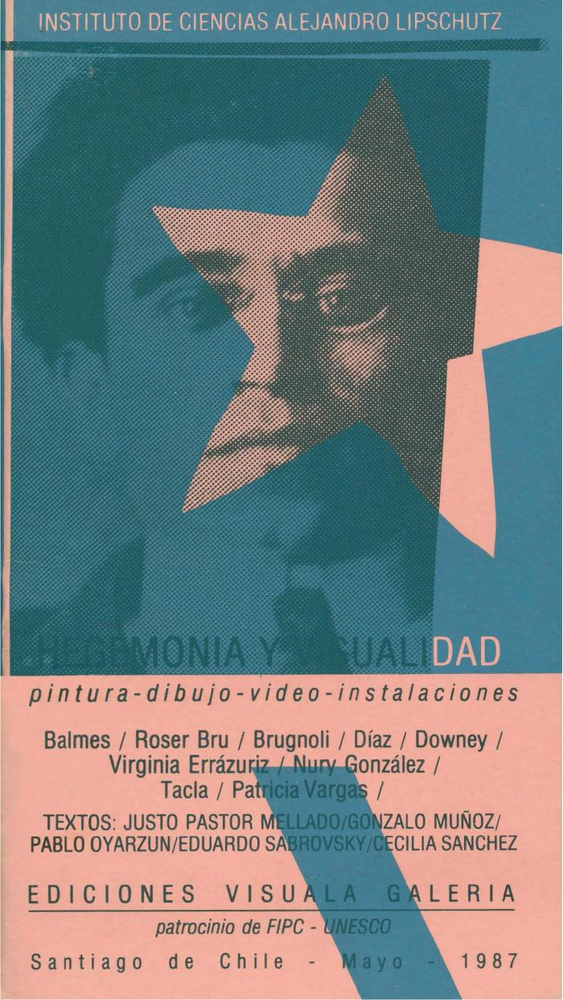 INSTITUTO DE CIENCIAS ALEJANDRO LIPSCHUTZ
HEGEMONIA Y VISUALIDAD
pintura-dibujo-video-instalaciones
Balmes / Roser Bru / Brugnoli / Díaz / Downey /
Virginia Errázuriz / Nury González /
Tacla / Patricia Vargas /
TEXTOS: JUSTO PASTOR MELLADO/GONZALO MUÑOZ/
PABLO OYARZUN/EDUARDO SABROVSKY/CECILIA SANCHEZ
EDICIONES VISUALA GALERIA
patrocinio de FIPC - UNESCO
Santiago de Chile - Mayo - 1987